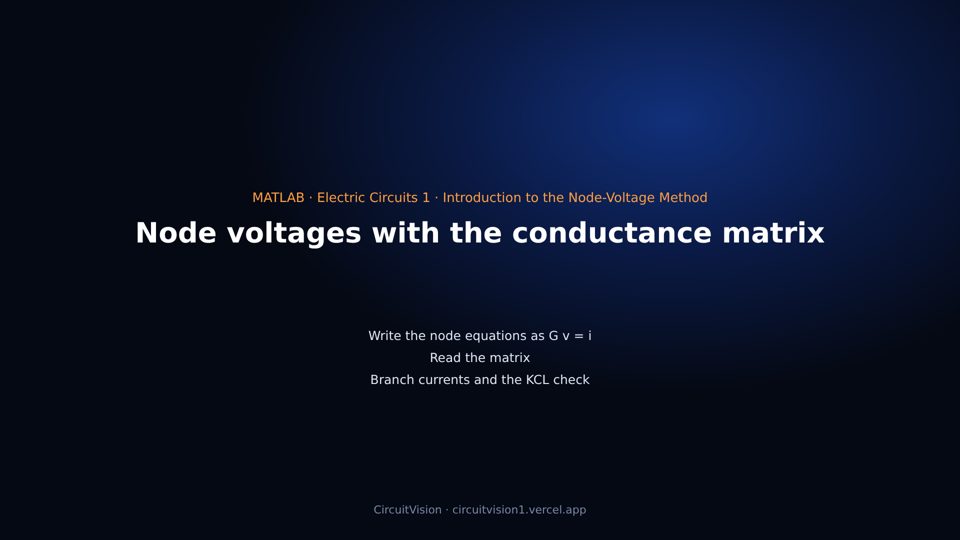 MATLAB · Electric Circuits 1 · Introduction to the Node-Voltage Method
Node voltages with the conductance matrix
Write the node equations as G v = i
Read the matrix
Branch currents and the KCL check
CircuitVision · circuitvision1.vercel.app